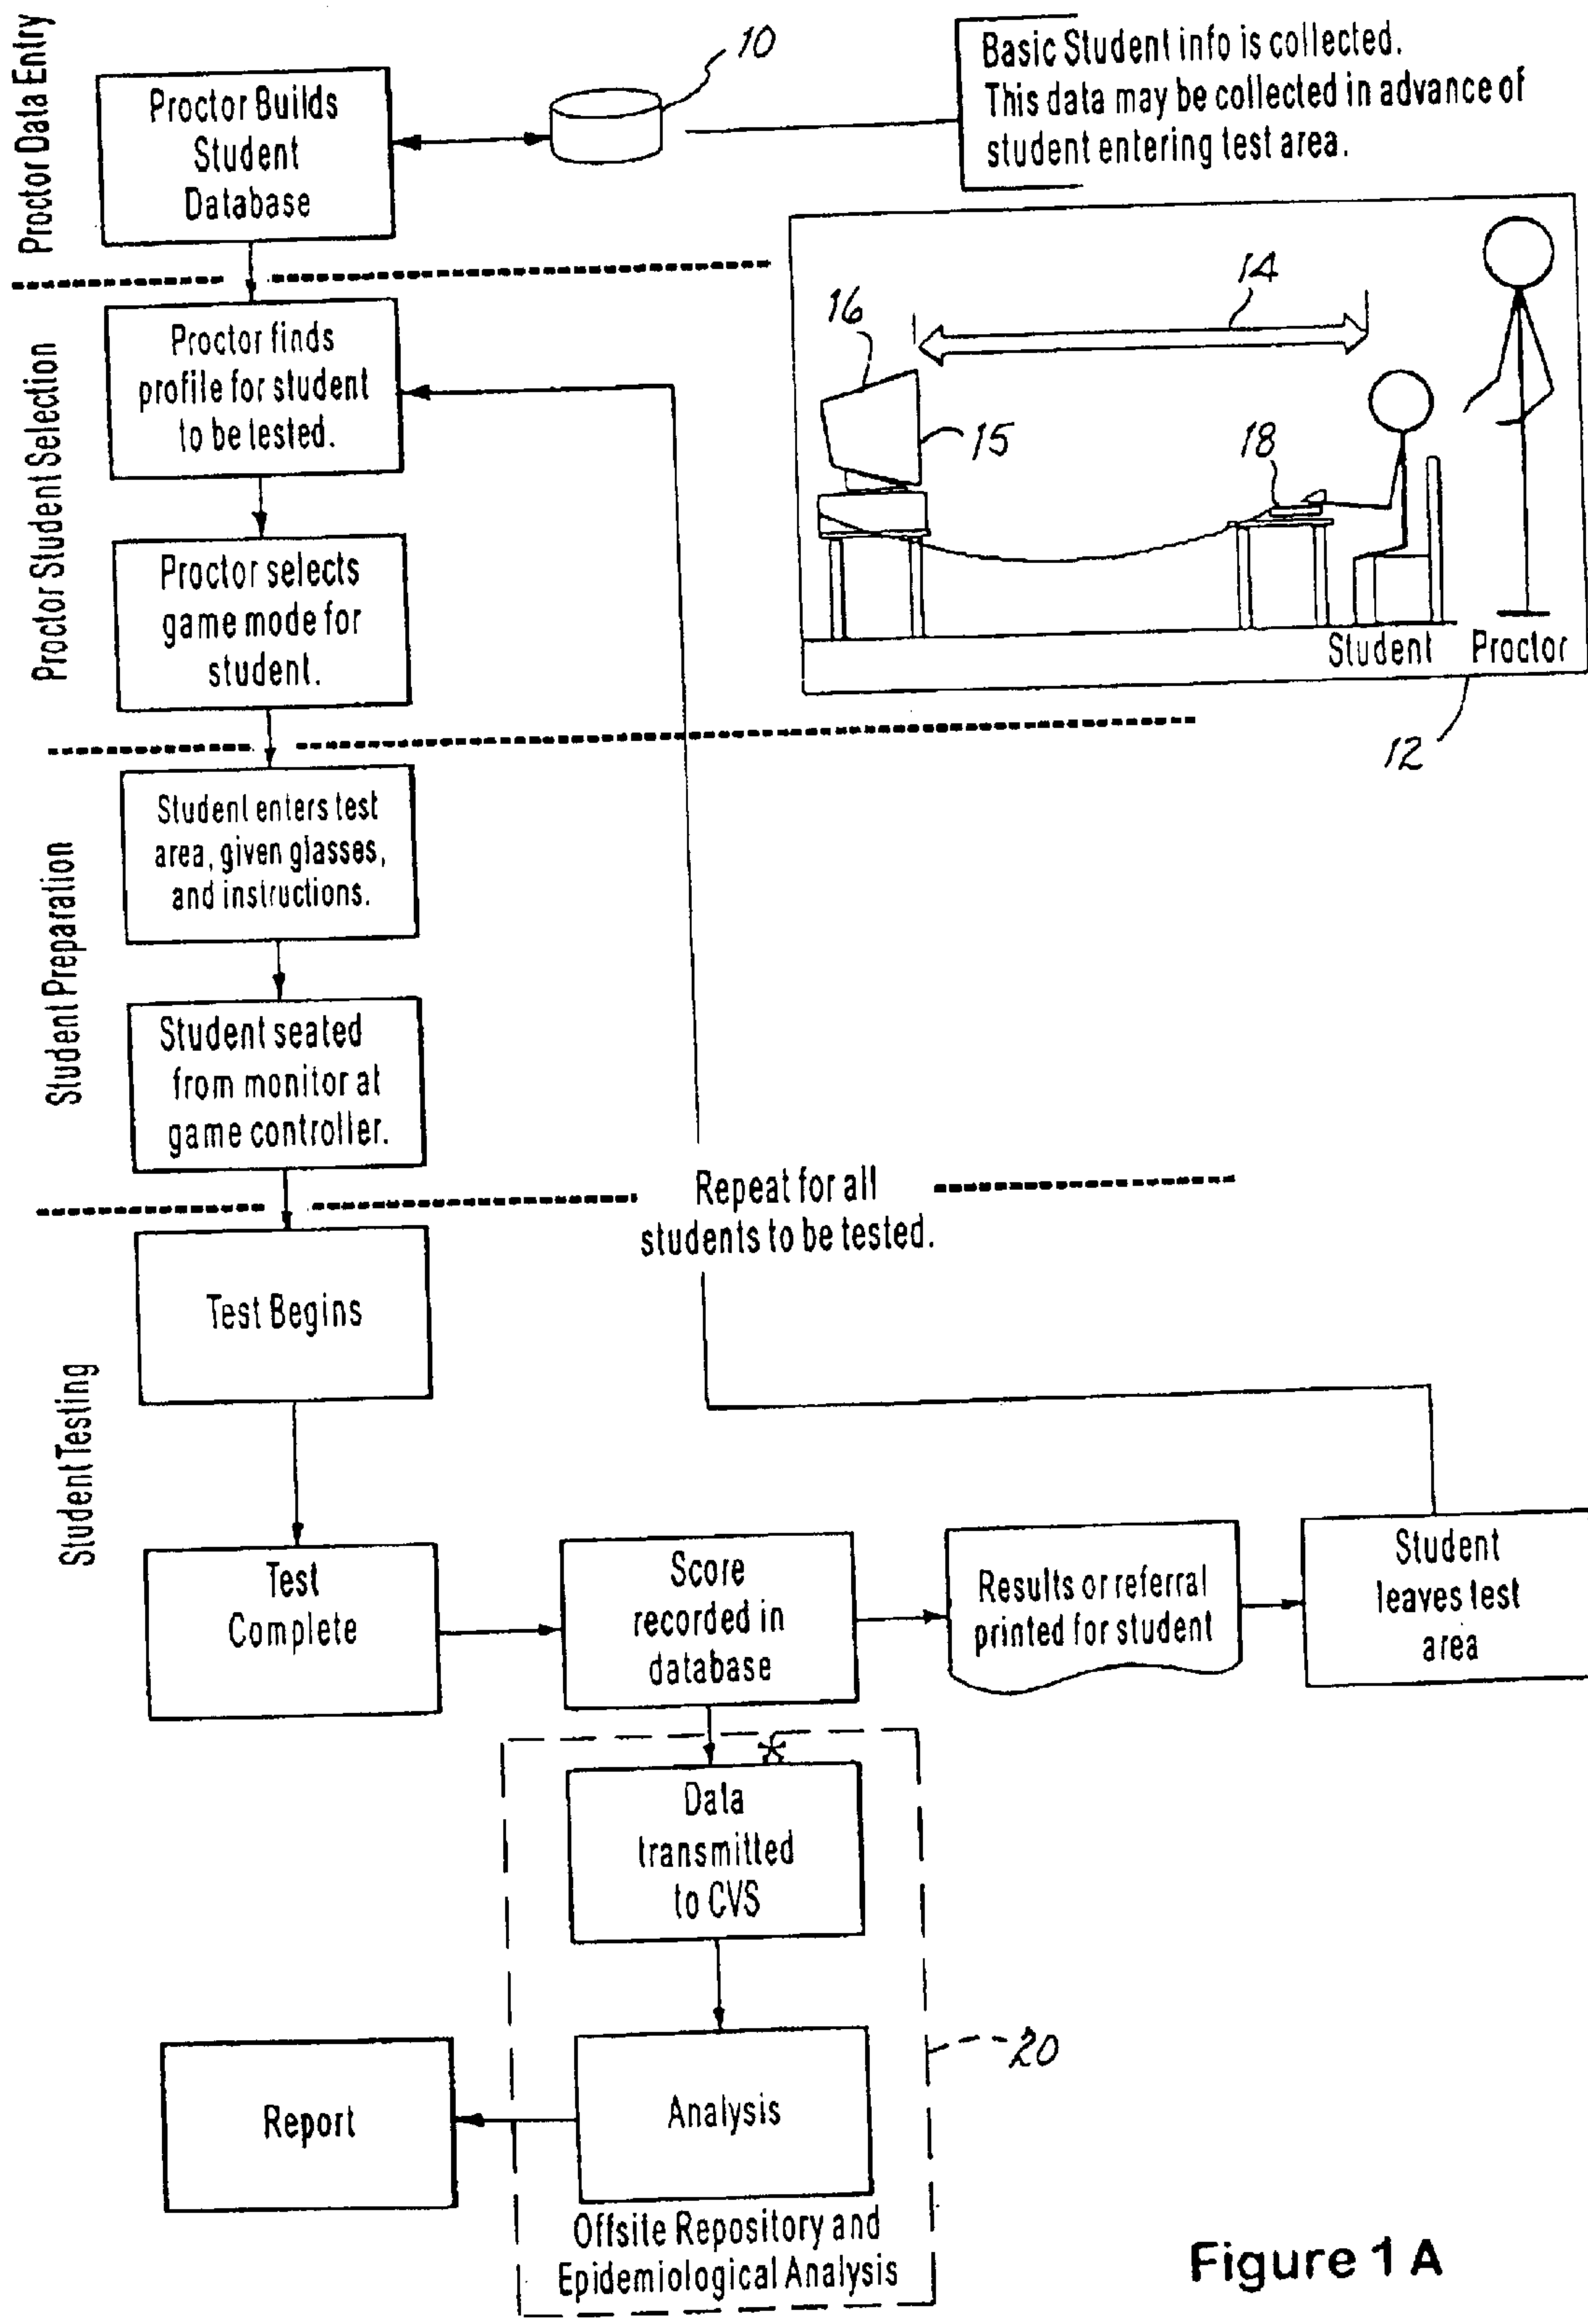 Proctor Data Entry
Proctor Builds
Student
Database
10
Basic Student info is collected.
This data may be collected in advance of
student entering test area.
Proctor Student Selection
Proctor finds
profile for student
to be tested.
Proctor selects
game mode for
student.
14
16
15
18
Student
Proctor
12
Student Preparation
Student enters test
area, given glasses,
and instructions.
Student seated
from monitor at
game controller.
Repeat for all
students to be tested.
Student Testing
Test Begins
Test
Complete
Score
recorded in
database
Results or referral
printed for student
Student
leaves test
area
*
Data
transmitted
to CVS
Analysis
20
Report
Offsite Repository and
Epidemiological Analysis
Figure 1 A